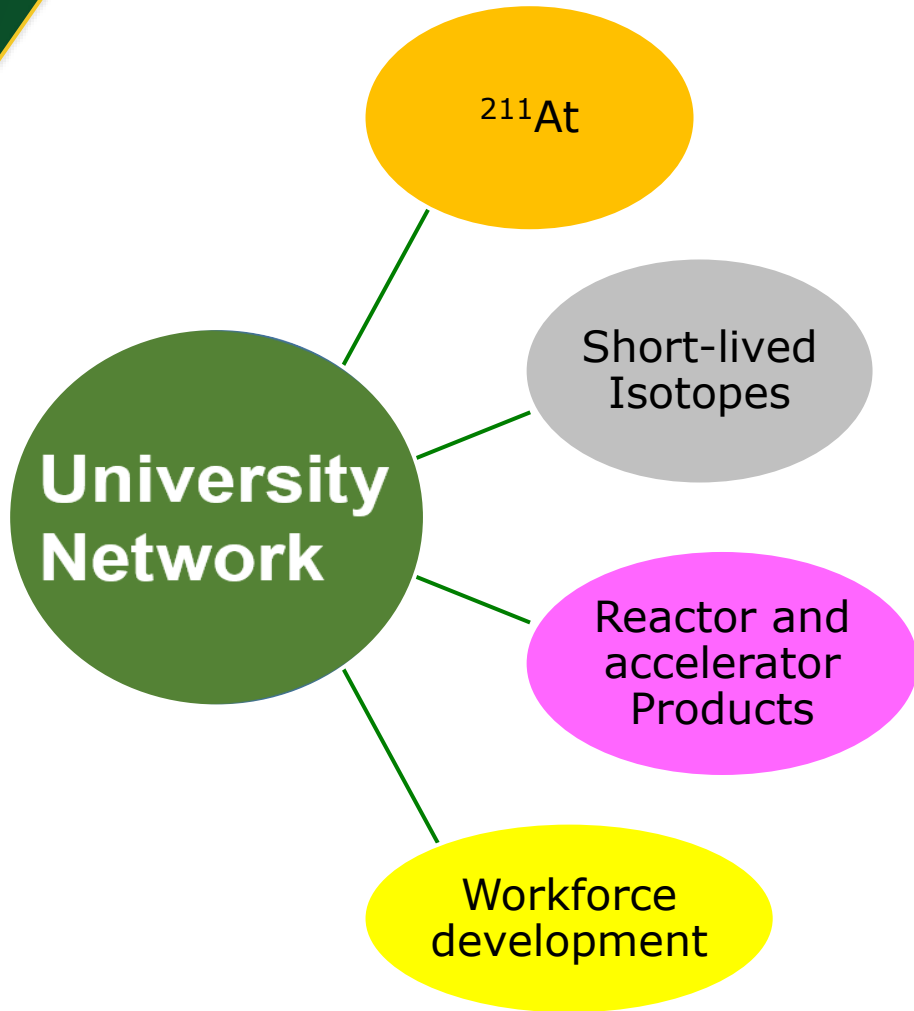 ²¹¹At
Short-lived
Isotopes
University
Network
Reactor and
accelerator
Products
Workforce
development